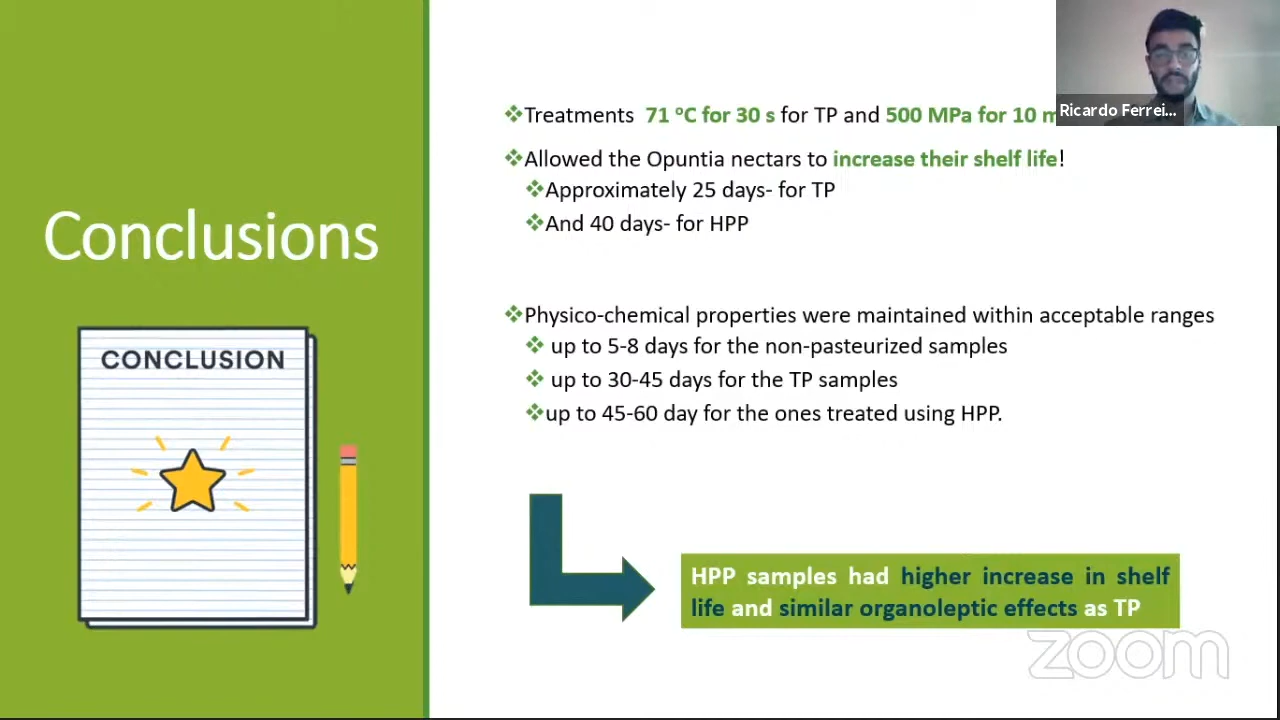 Treatments 71 ºC for 30 s for TP and 500 MPa for 10
Ricardo Ferrei...
Allowed the Opuntia nectars to increase their shelf life!
Approximately 25 days- for TP
And 40 days- for HPP
Conclusions
Physico-chemical properties were maintained within acceptable ranges
up to 5-8 days for the non-pasteurized samples
up to 30-45 days for the TP samples
up to 45-60 day for the ones treated using HPP.
CONCLUSION
HPP samples had higher increase in shelf
life and similar organoleptic effects as TP
zoom